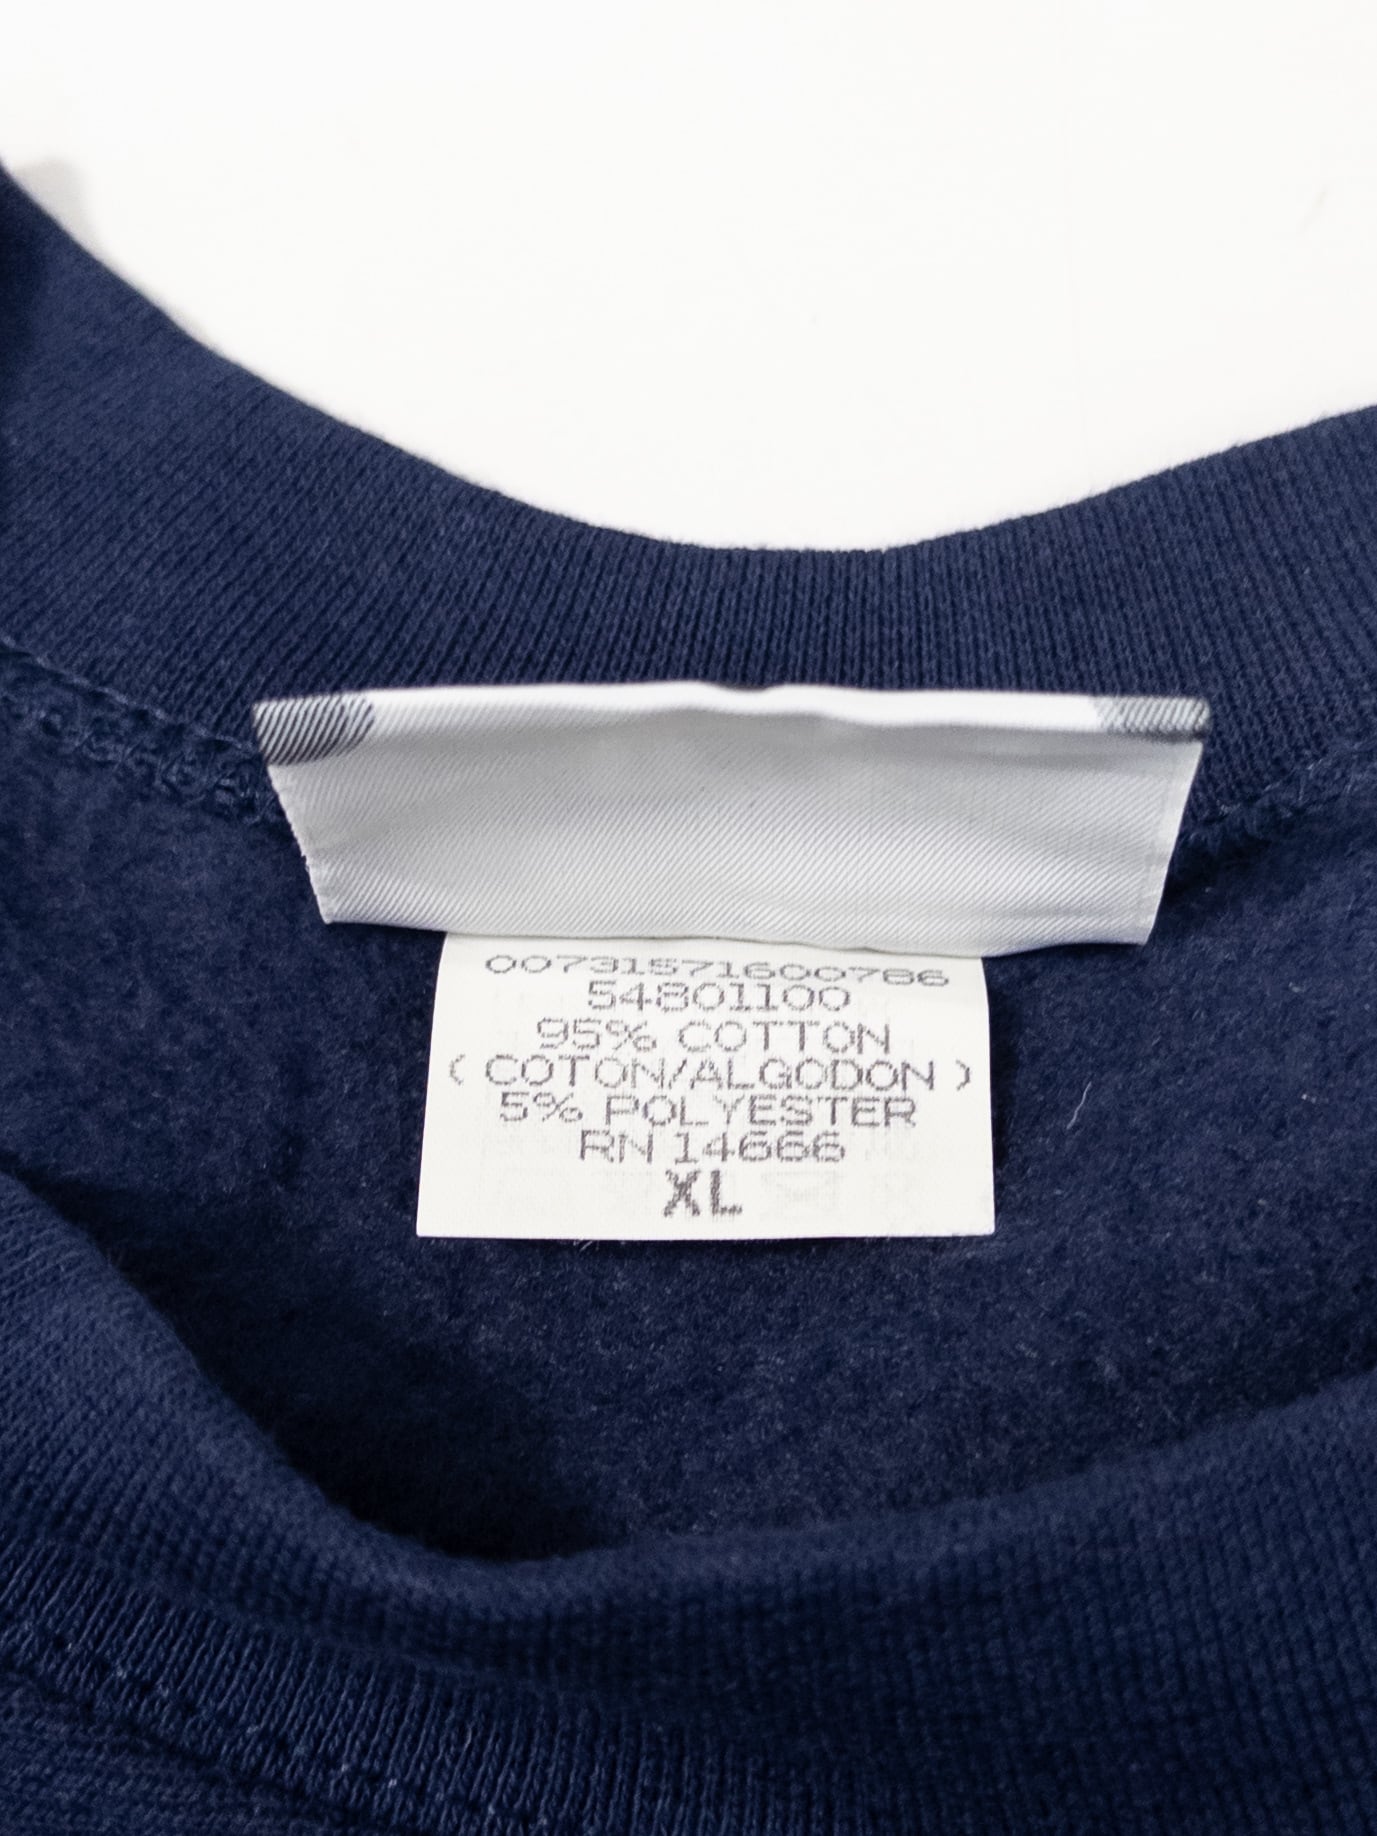 00731571600786
54801100
95% COTTON
( COTON/ALGODON )
5% POLYESTER
RN 14666
XL